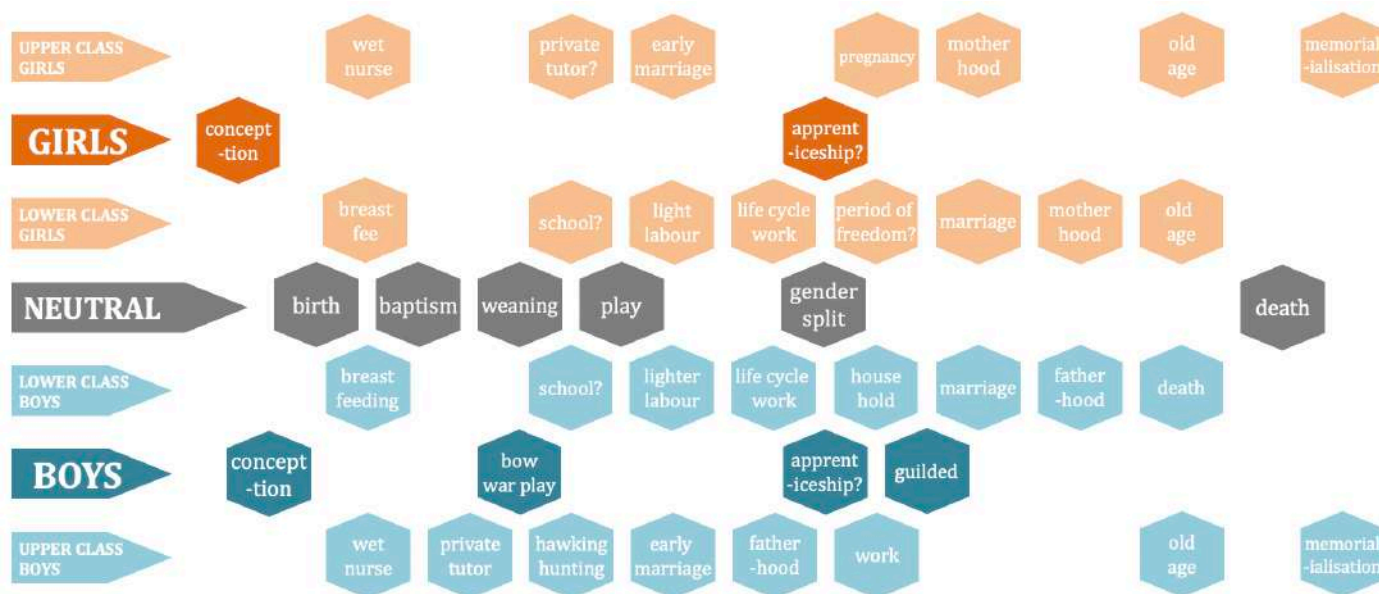 UPPER CLASS
GIRLS
wet
nurse
private
tutor?
early
marriage
pregnancy
mother
hood
old
age
memorial
-ialisation
GIRLS
concept
-tion
apprent
-iceship?
LOWER CLASS
GIRLS
breast
fee
school?
light
labour
life cycle
work
period of
freedom?
marriage
mother
hood
old
age
NEUTRAL
birth
baptism
weaning
play
gender
split
death
LOWER CLASS
BOYS
breast
feeding
school?
lighter
labour
life cycle
work
house
hold
marriage
father
-hood
death
BOYS
concept
-tion
bow
war play
apprent
-iceship?
guilded
UPPER CLASS
BOYS
wet
nurse
private
tutor
hawking
hunting
early
marriage
father
-hood
work
old
age
memorial
-ialisation